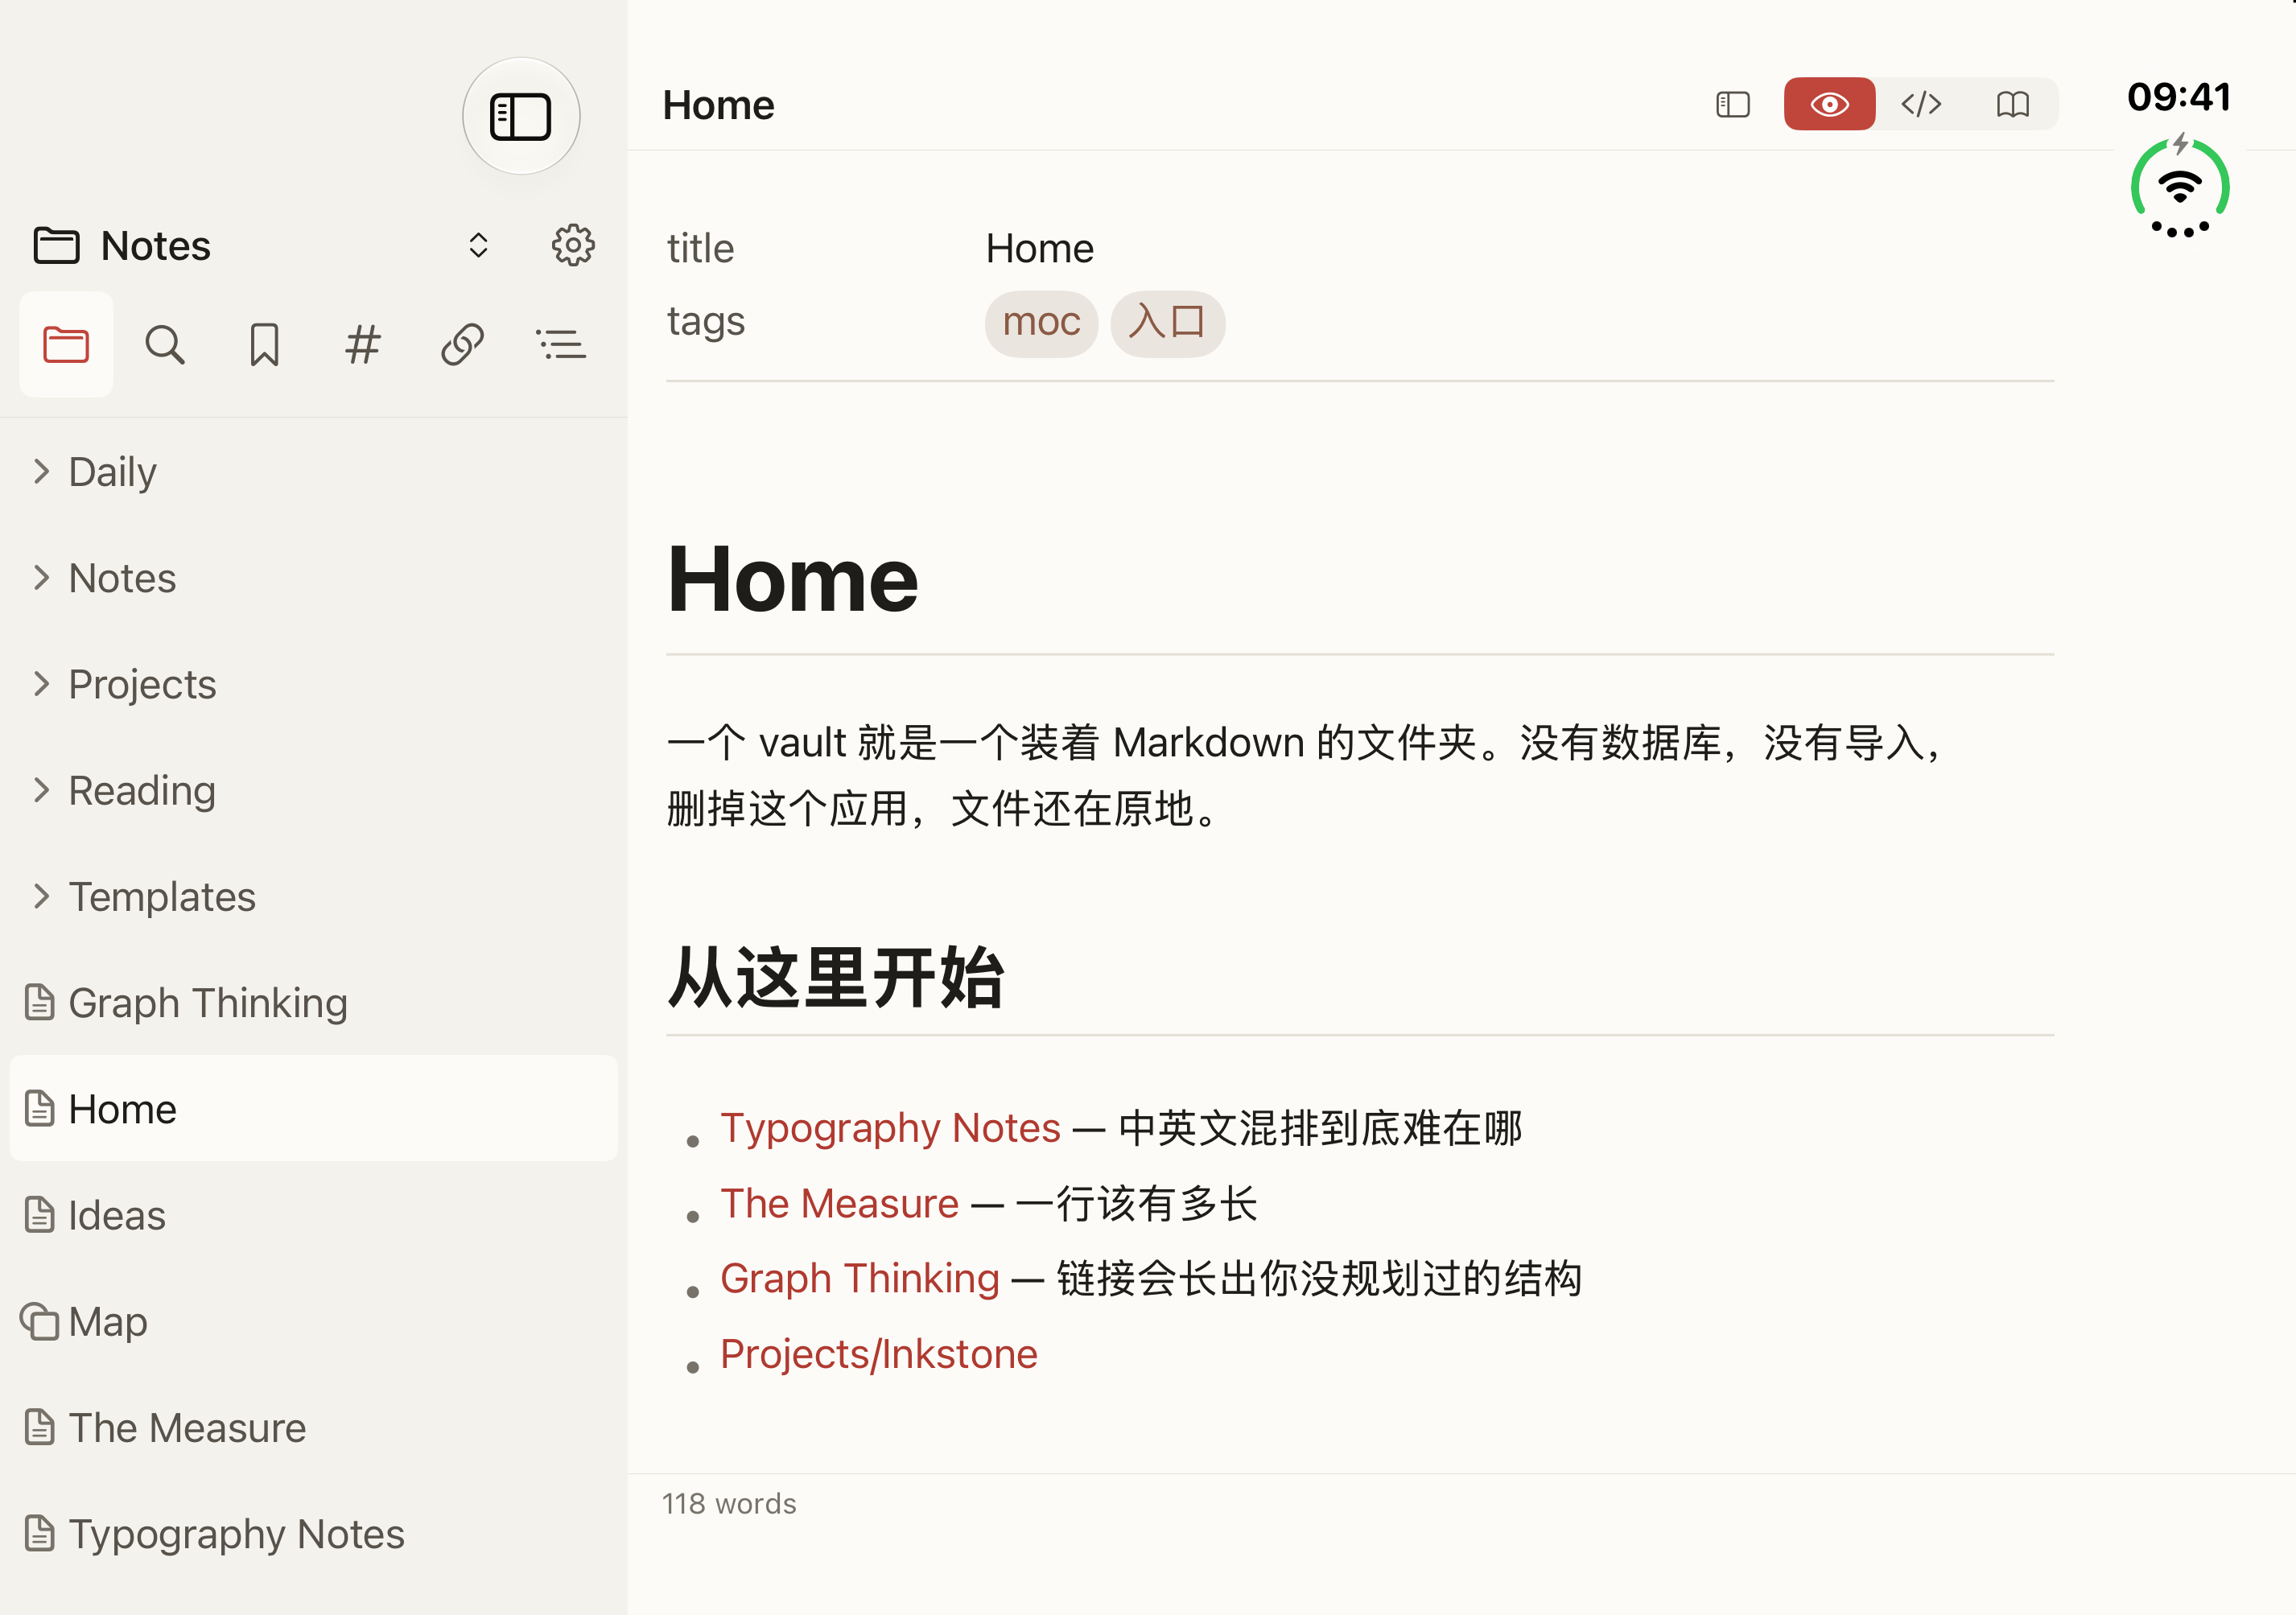 Home
09:41
Notes
Daily
Notes
Projects
Reading
Templates
Graph Thinking
Home
Ideas
Map
The Measure
Typography Notes
title Home
tags moc 入口
Home
一个 vault 就是一个装着 Markdown 的文件夹。没有数据库，没有导入，
删掉这个应用，文件还在原地。
从这里开始
Typography Notes — 中英文混排到底难在哪
The Measure — 一行该有多长
Graph Thinking — 链接会长出你没规划过的结构
Projects/Inkstone
118 words